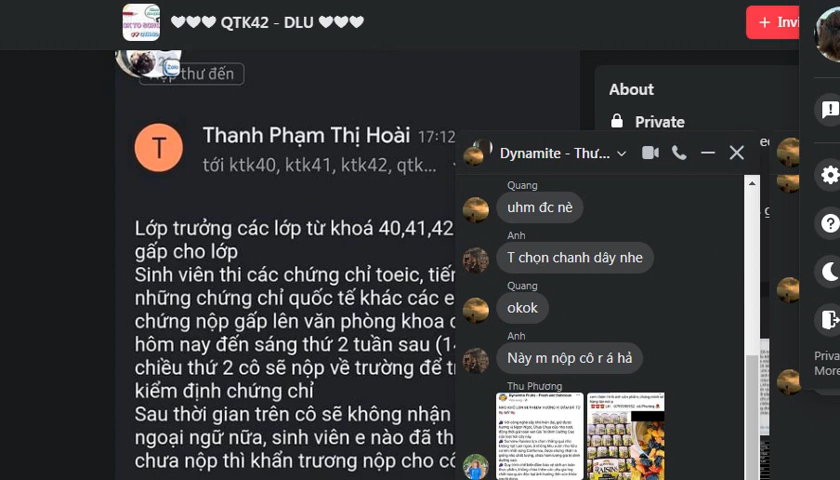 ♥♥♥ QTK42 - DLU ♥♥♥
+ Invi
Hộp thư đến
Zalo
T
Thanh Phạm Thị Hoài 17:12
tới ktk40, ktk41, ktk42, qtk...
Lớp trưởng các lớp từ khoá 40,41,42
gấp cho lớp
Sinh viên thi các chứng chỉ toeic, tiến
những chứng chỉ quốc tế khác các e
chứng nộp gấp lên văn phòng khoa
hôm nay đến sáng thứ 2 tuần sau (14
chiều thứ 2 cô sẽ nộp về trường để t
kiểm định chứng chỉ
Sau thời gian trên cô sẽ không nhận
ngoại ngữ nữa, sinh viên e nào đã th
chưa nộp thì khẩn trương nộp cho cô
About
Private
Dynamite - Thư...
Quang
uhm đc nè
Anh
T chọn chanh dây nhe
Quang
okok
Anh
Này m nộp cô r á hả
Thu Phương
RAISINS
Priva
More